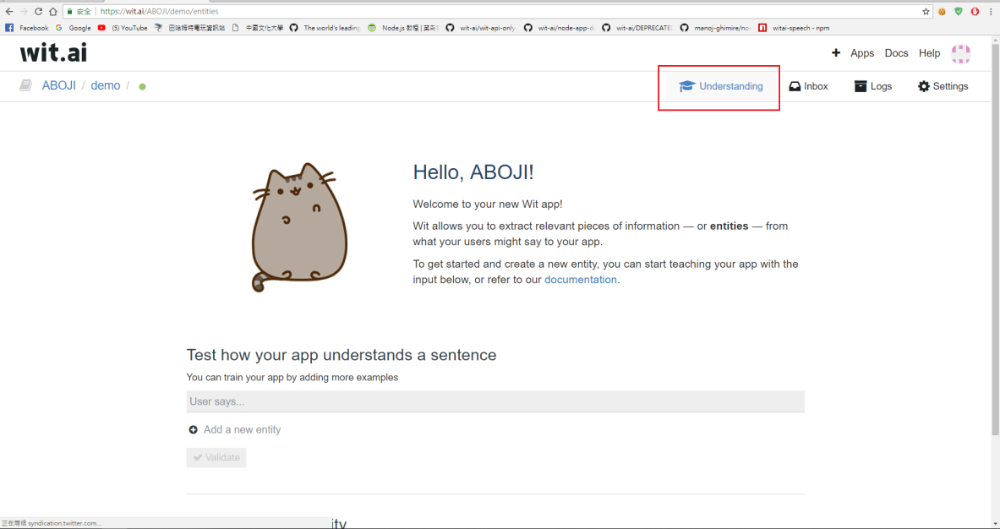 安全 | https://wit.ai/ABOJI/demo/entities
Facebook Google (5) YouTube 巴哈姆特電玩資訊站 中國文化大學 The world's leading Node.js 教程 | 菜鸟 wit-ai/wit-api-only wit-ai/node-app-d wit-ai/DEPRECATE manoj-ghimire/no witai-speech - npm
wit.ai
Apps Docs Help
ABOJI / demo /
Understanding Inbox Logs Settings
Hello, ABOJI!
Welcome to your new Wit app!
Wit allows you to extract relevant pieces of information — or entities — from
what your users might say to your app.
To get started and create a new entity, you can start teaching your app with the
input below, or refer to our documentation.
Test how your app understands a sentence
You can train your app by adding more examples
User says...
Add a new entity
Validate
正在等候 syndication.twitter.com...
ity